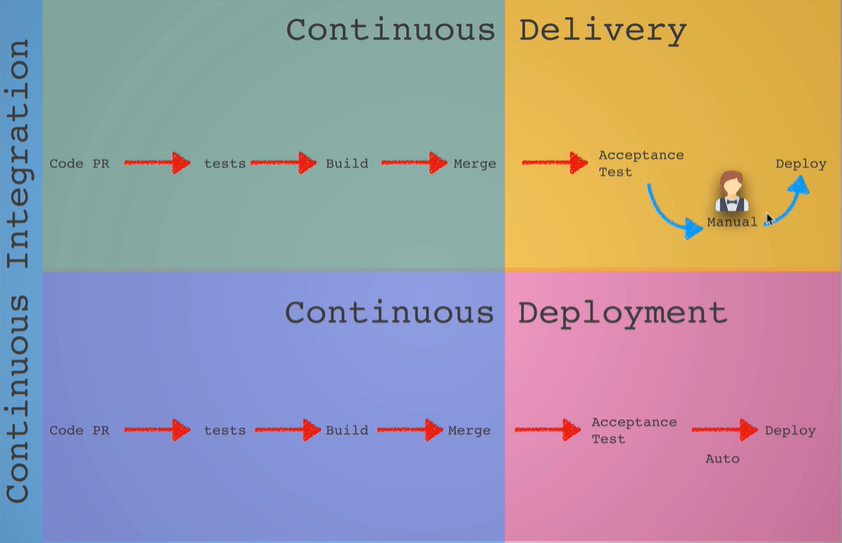 Continuous Integration
Continuous Delivery
Code PR tests Build Merge Acceptance Test Manual Deploy
Continuous Deployment
Code PR tests Build Merge Acceptance Test Auto Deploy